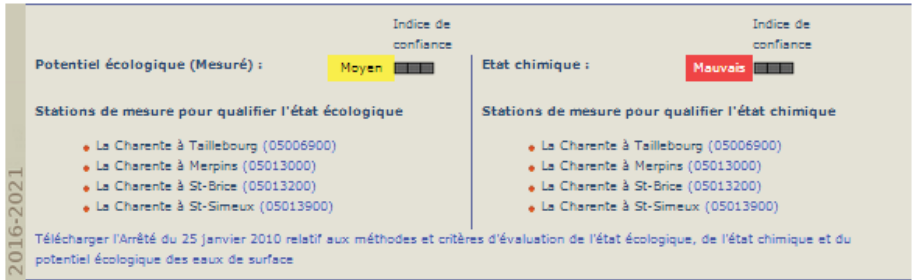 Indice de
confiance
Potentiel écologique (Mesuré) : Moyen
Stations de mesure pour qualifier l'état écologique
La Charente à Taillebourg (05006900)
La Charente à Merpins (05013000)
La Charente à St-Brice (05013200)
La Charente à St-Simeux (05013900)
Indice de
confiance
Etat chimique : Mauvais
Stations de mesure pour qualifier l'état chimique
La Charente à Taillebourg (05006900)
La Charente à Merpins (05013000)
La Charente à St-Brice (05013200)
La Charente à St-Simeux (05013900)
Télécharger l'Arrêté du 25 janvier 2010 relatif aux méthodes et critères d'évaluation de l'état écologique, de l'état chimique et du
potentiel écologique des eaux de surface
2016-2021